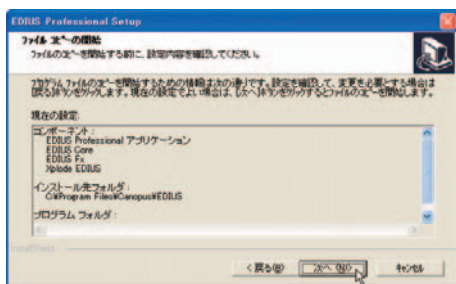 EDIUS Professional Setup
ファイル コピーの開始
ファイルのコピーを開始する前に、設定内容を確認してください。
プログラム ファイルのコピーを開始するための情報は次の通りです。設定を確認して、変更を必要とする場合は
[戻る]ボタンをクリックします。現在の設定でよい場合は、[次へ]ボタンをクリックするとファイルのコピーを開始します。
現在の設定:
コンポーネント:
EDIUS Professional アプリケーション
EDIUS Core
EDIUS Fx
Xplode EDIUS
インストール先フォルダ:
C:¥Program Files¥Canopus¥EDIUS
プログラム フォルダ:
InstallShield
< 戻る(B)
次へ(N) >
キャンセル